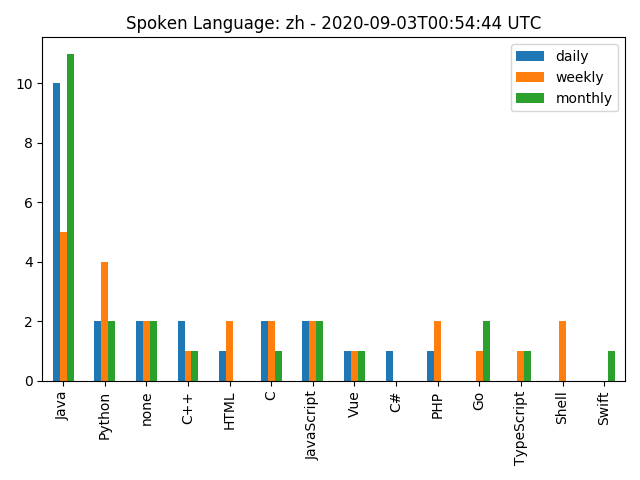 Spoken Language: zh - 2020-09-03T00:54:44 UTC
daily
weekly
monthly
10
8
6
4
2
0
Java
Python
none
C++
HTML
C
JavaScript
Vue
C#
PHP
Go
TypeScript
Shell
Swift